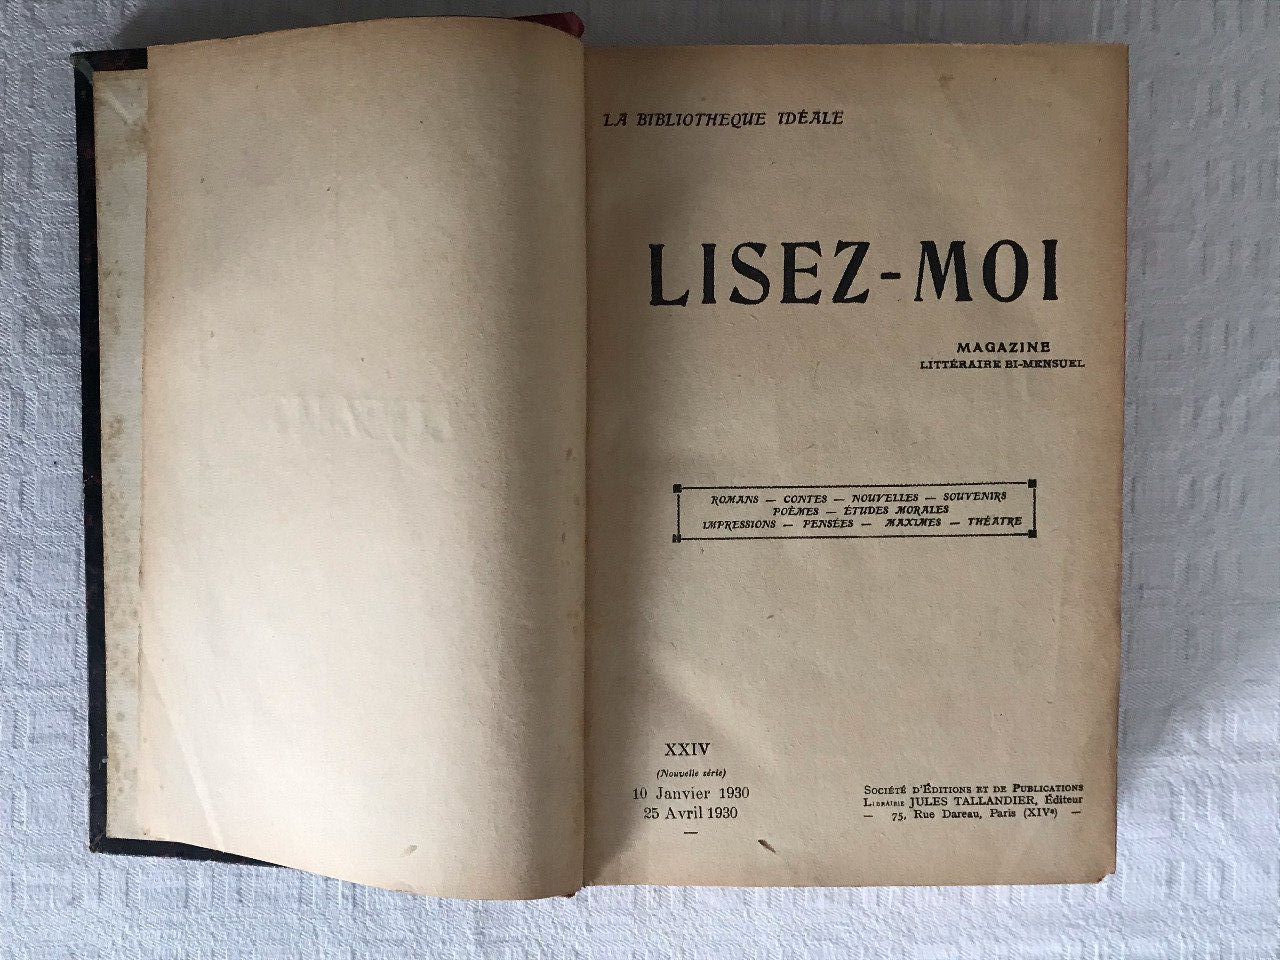 LA BIBLIOTHEQUE IDÉALE
LISEZ-MOI
MAGAZINE
LITTÉRAIRE BI-MENSUEL
ROMANS — CONTES — NOUVELLES — SOUVENIRS
POÈMES — ÉTUDES MORALES
IMPRESSIONS — PENSÉES — MAXIMES — THÉATRE
XXIV
(Nouvelle série)
10 Janvier 1930
25 Avril 1930
—
SOCIÉTÉ D'ÉDITIONS ET DE PUBLICATIONS
LIBRAIRIE JULES TALLANDIER, Éditeur
— 75, Rue Dareau, Paris (XIVe) —